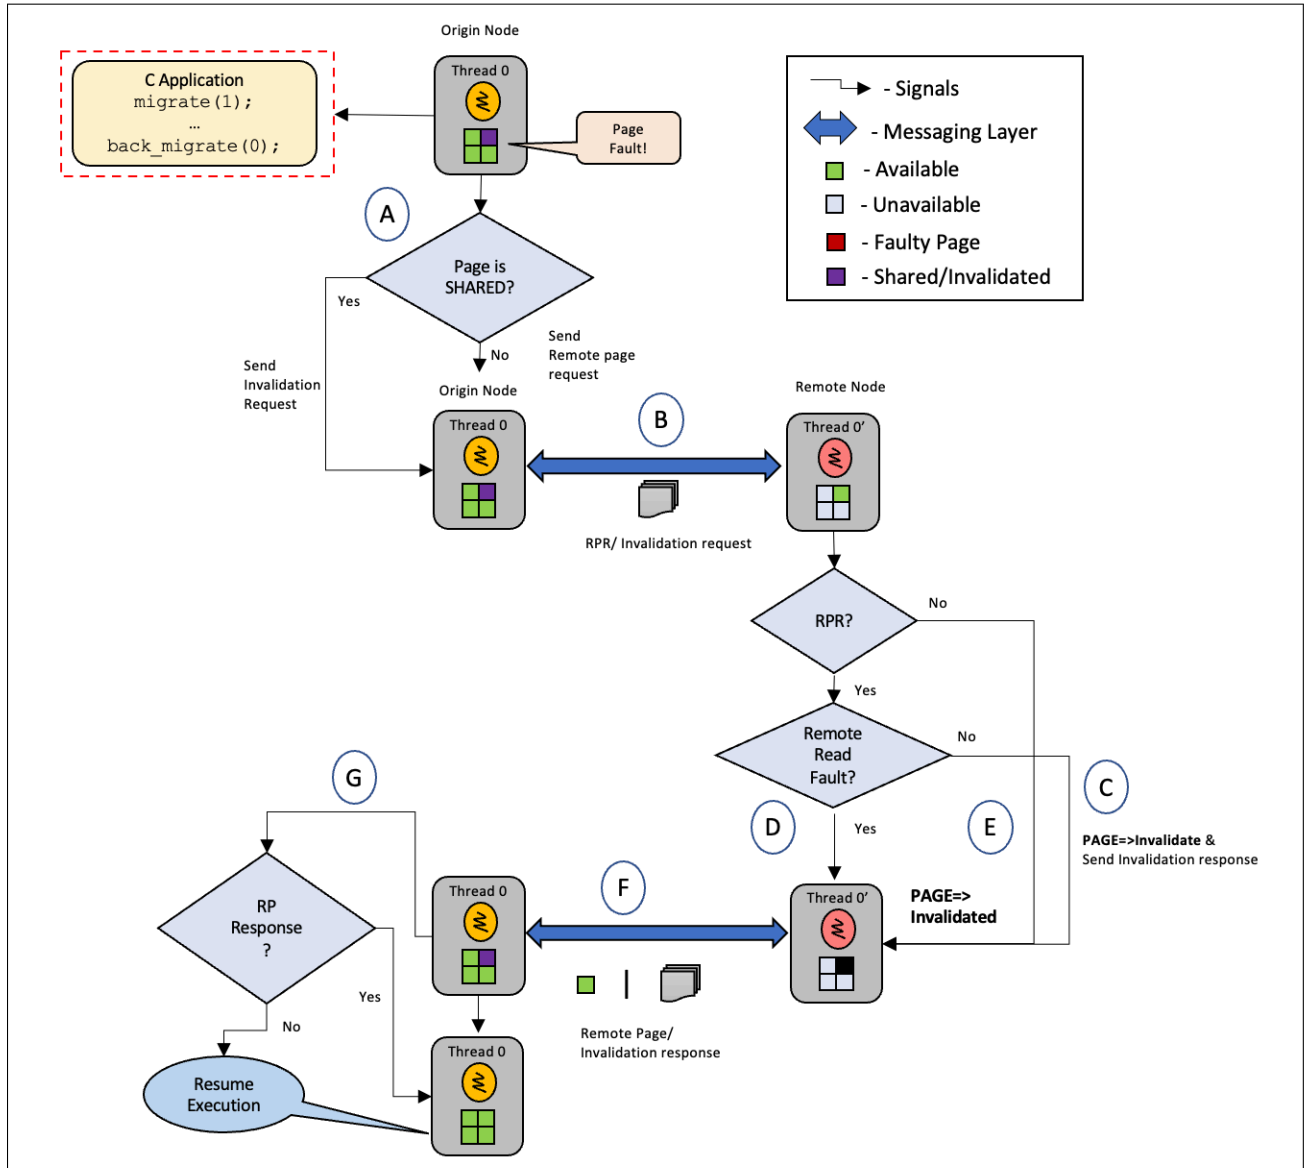 Origin Node
C Application
migrate(1);
…
back_migrate(0);
Thread 0
Page
Fault!
- Signals
- Messaging Layer
- Available
- Unavailable
- Faulty Page
- Shared/Invalidated
A
Page is
SHARED?
Yes
No
Send
Remote page
request
Send
Invalidation
Request
Origin Node
Thread 0
B
RPR/ Invalidation request
Remote Node
Thread 0’
RPR?
No
Yes
Remote
Read
Fault?
No
Yes
C
PAGE=>Invalidate &
Send Invalidation response
D
E
PAGE=>
Invalidated
Thread 0’
F
Remote Page/
Invalidation response
Thread 0
G
RP
Response
?
Yes
No
Resume
Execution
Thread 0